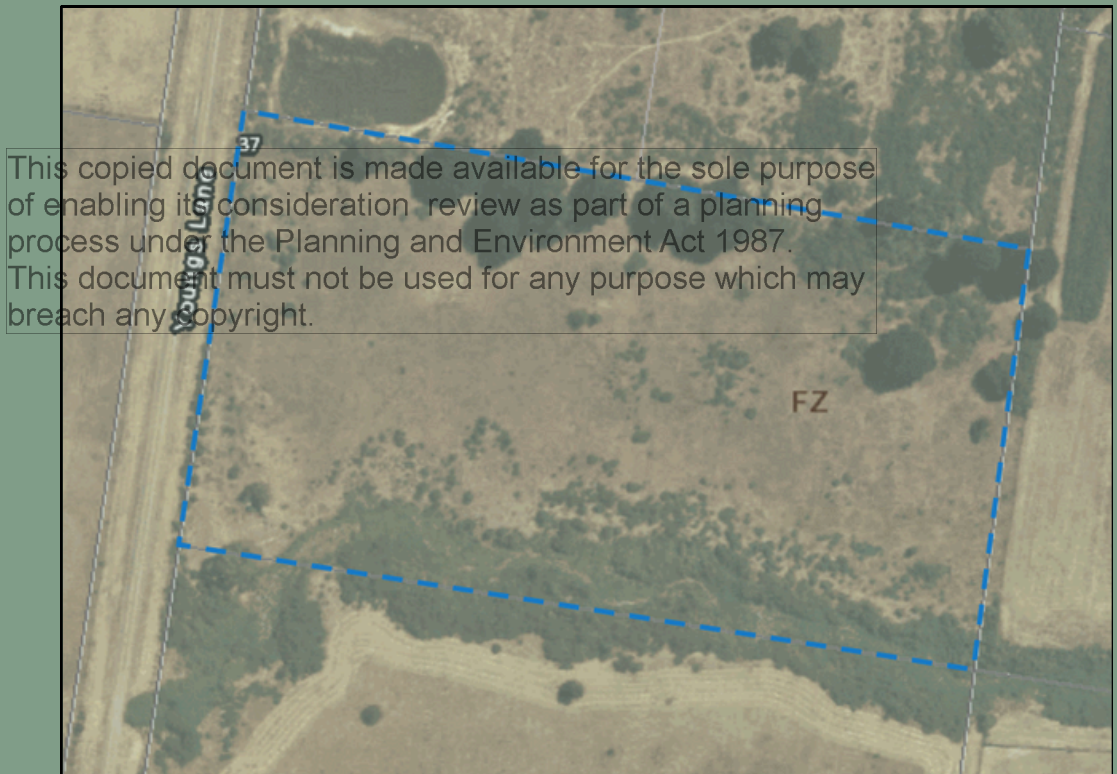 37
This copied document is made available for the sole purpose
of enabling its consideration  review as part of a planning
process under the Planning and Environment Act 1987.
This document must not be used for any purpose which may
breach any copyright.
Youngs Lane
FZ